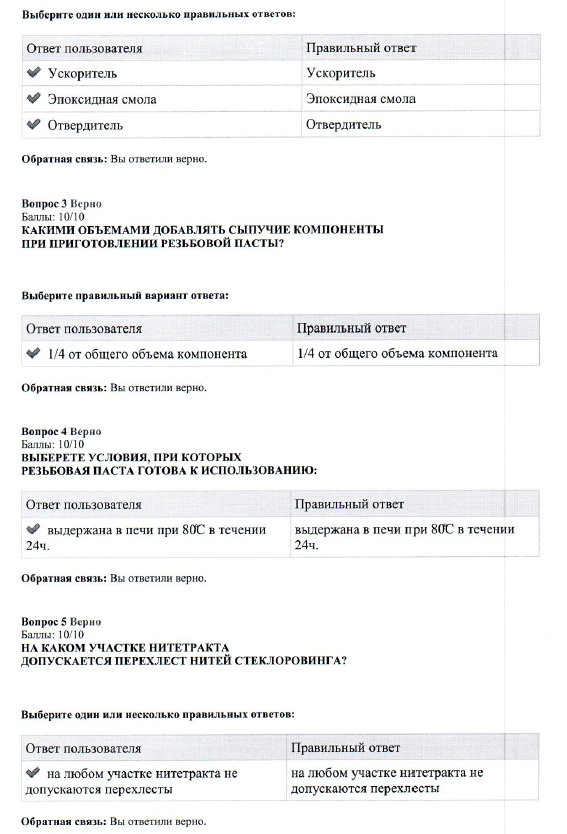 Выберите один или несколько правильных ответов:
Ответ пользователя Правильный ответ
Ускоритель Ускоритель
Эпоксидная смола Эпоксидная смола
Отвердитель Отвердитель
Обратная связь: Вы ответили верно.
Вопрос 3 Верно
Баллы: 10/10
КАКИМИ ОБЪЕМАМИ ДОБАВЛЯТЬ СЫПУЧИЕ КОМПОНЕНТЫ
ПРИ ПРИГОТОВЛЕНИИ РЕЗЬБОВОЙ ПАСТЫ?
Выберите правильный вариант ответа:
Ответ пользователя Правильный ответ
1/4 от общего объема компонента 1/4 от общего объема компонента
Обратная связь: Вы ответили верно.
Вопрос 4 Верно
Баллы: 10/10
ВЫБЕРЕТЕ УСЛОВИЯ, ПРИ КОТОРЫХ
РЕЗЬБОВАЯ ПАСТА ГОТОВА К ИСПОЛЬЗОВАНИЮ:
Ответ пользователя Правильный ответ
выдержана в печи при 80℃ в течении выдержана в печи при 80℃ в течении
24ч. 24ч.
Обратная связь: Вы ответили верно.
Вопрос 5 Верно
Баллы: 10/10
НА КАКОМ УЧАСТКЕ НИТЕТРАКТА
ДОПУСКАЕТСЯ ПЕРЕХЛЕСТ НИТЕЙ СТЕКЛОРОВИНГА?
Выберите один или несколько правильных ответов:
Ответ пользователя Правильный ответ
на любом участке нитетракта не на любом участке нитетракта не
допускаются перехлесты допускаются перехлесты
Обратная связь: Вы ответили верно.